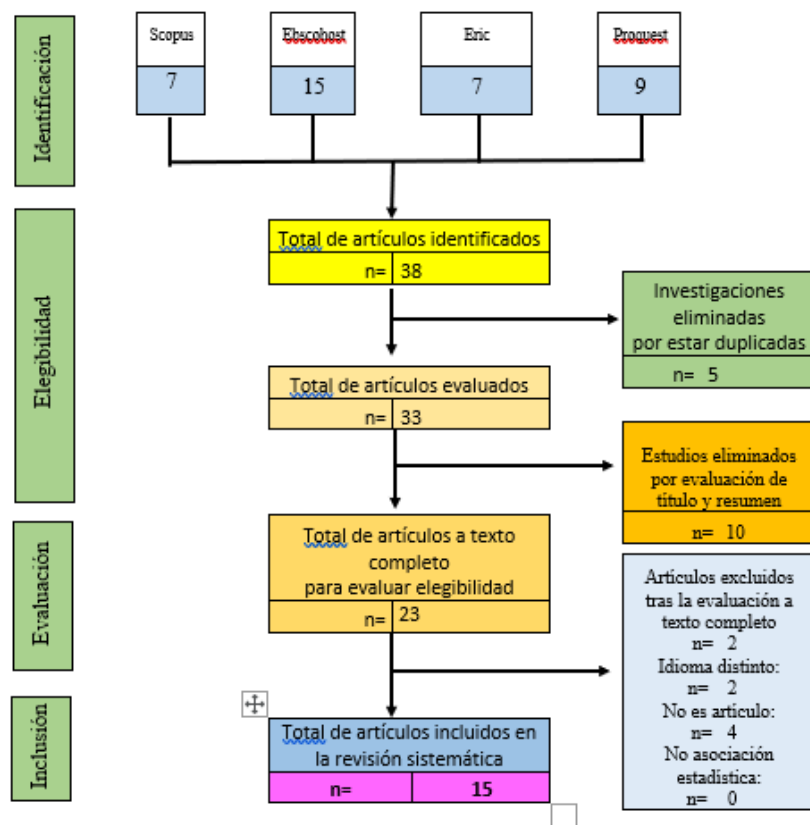 Identificación
Scopus
7
Ebscohost
15
Eric
7
Proquest
9
Elegibilidad
Total de artículos identificados
n= 38
Investigaciones
eliminadas
por estar duplicadas
n= 5
Total de artículos evaluados
n= 33
Estudios eliminados
por evaluación de
título y resumen
n= 10
Evaluación
Total de artículos a texto
completo
para evaluar elegibilidad
n= 23
Artículos excluidos
tras la evaluación a
texto completo
n= 2
Idioma distinto:
n= 2
No es artículo:
n= 4
No asociación
estadística:
n= 0
Inclusión
Total de artículos incluidos en
la revisión sistemática
n= 15